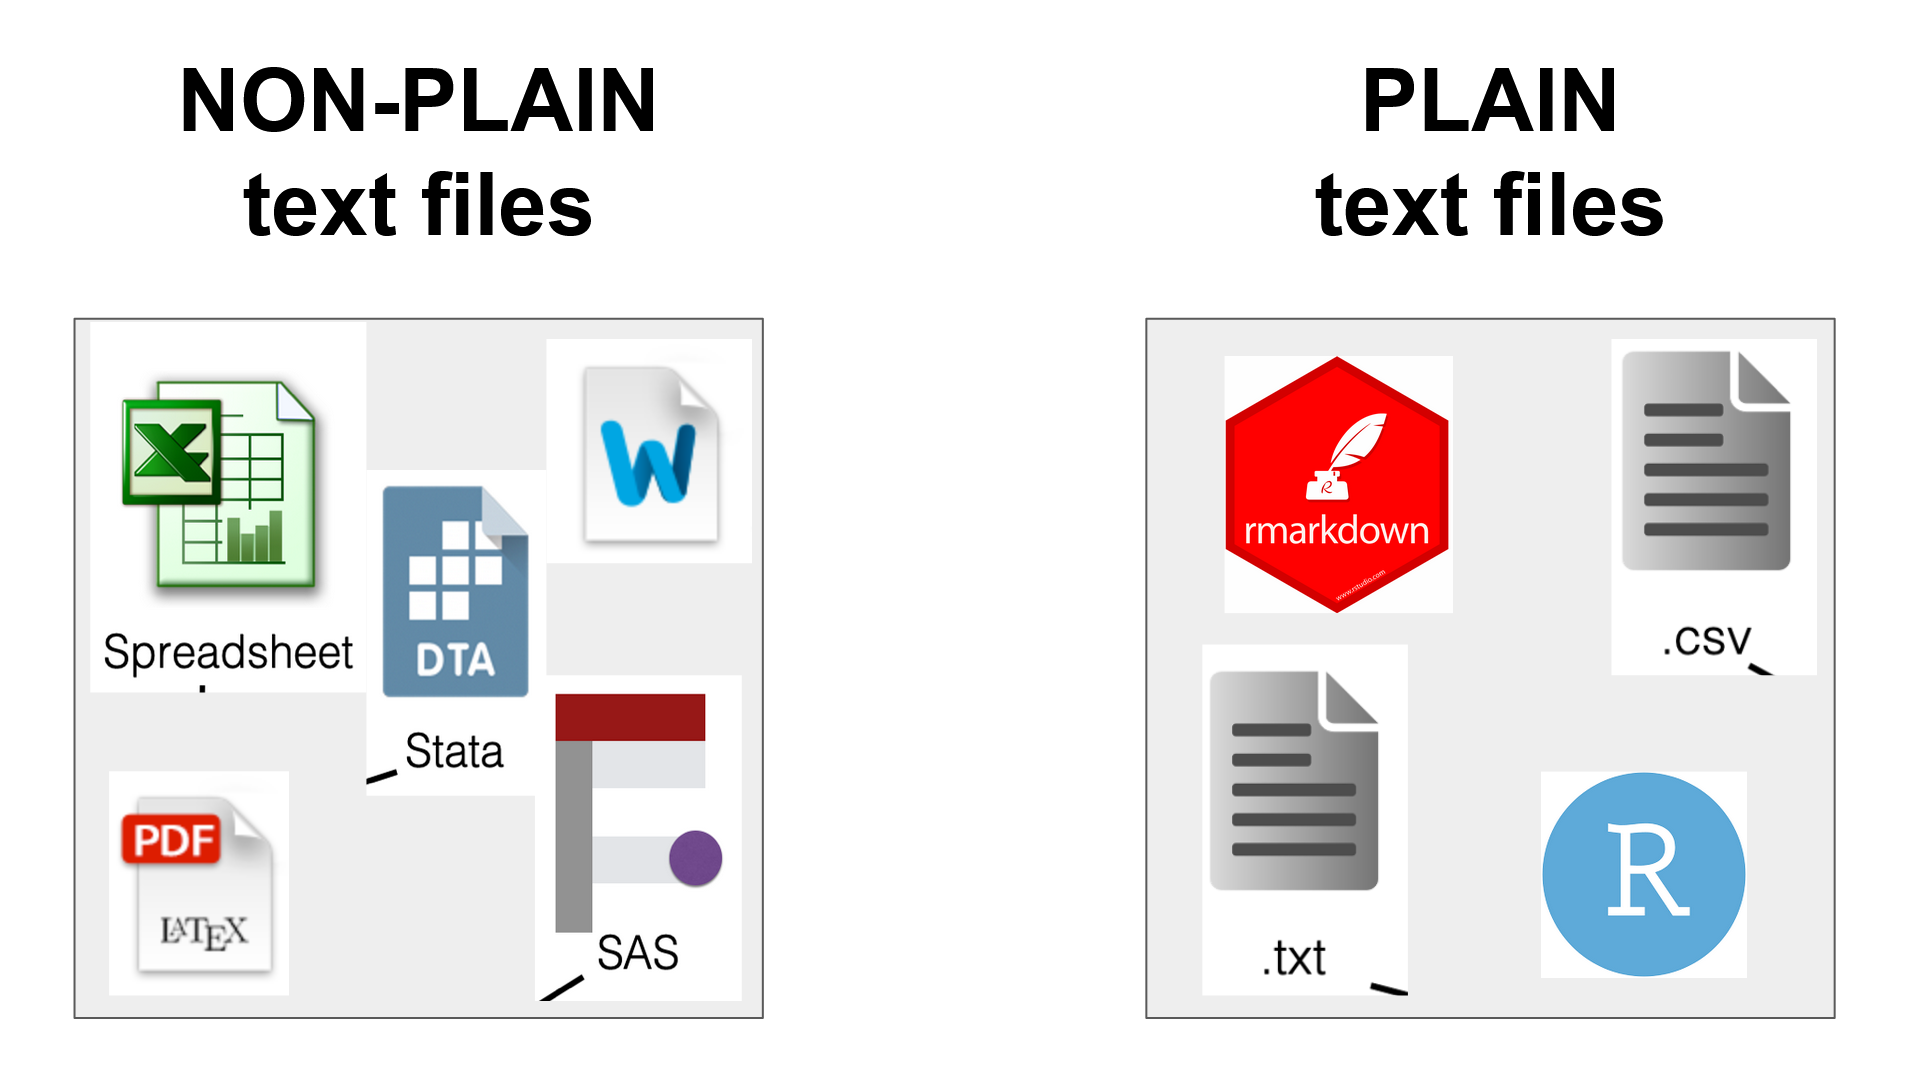 NON-PLAIN
text files
PLAIN
text files
Spreadsheet
W
DTA
Stata
PDF
LATEX
SAS
R
rmarkdown
www.rstudio.com
.csv
.txt
R